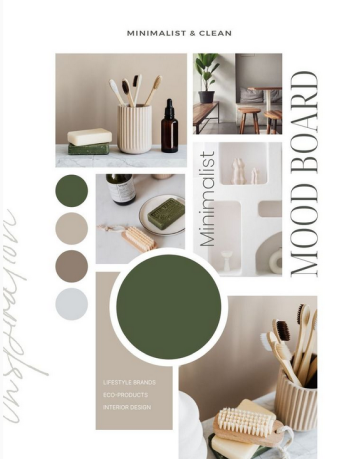 MINIMALIST & CLEAN
MOOD BOARD
Minimalist
inspiration
LIFESTYLE BRANDS
ECO-PRODUCTS
INTERIOR DESIGN